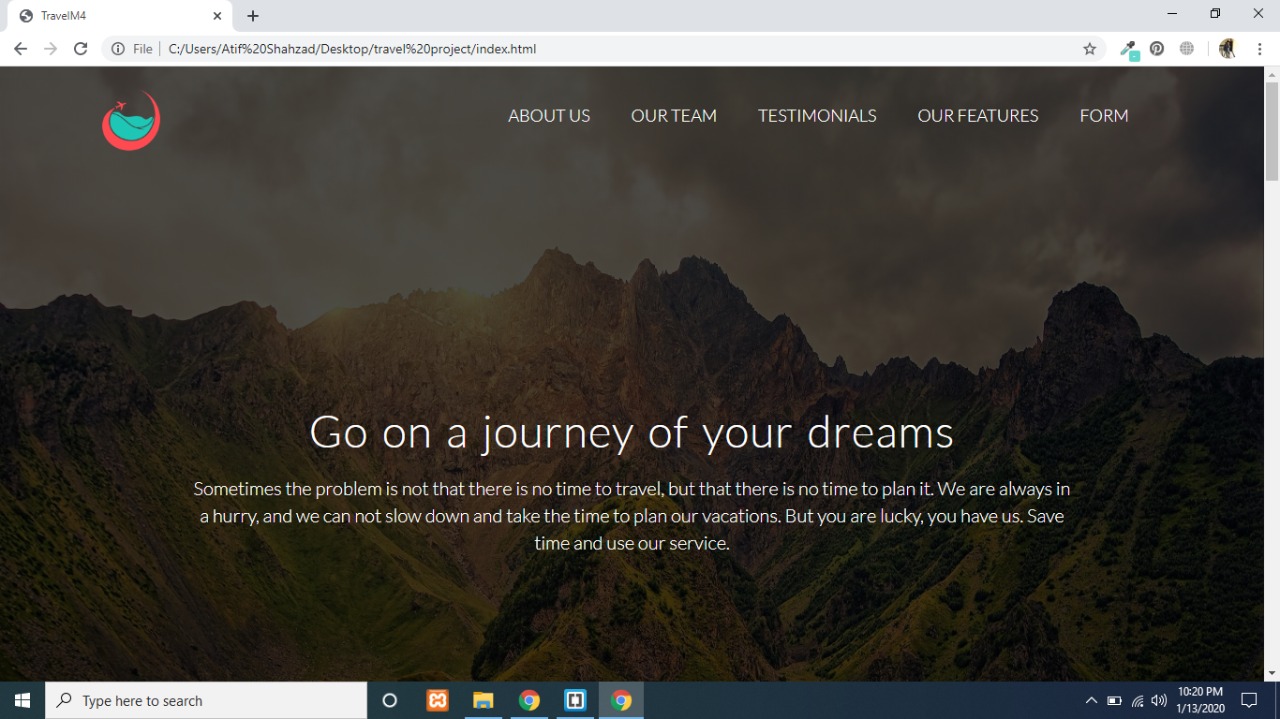 TravelM4
File
C:/Users/Atif%20Shahzad/Desktop/travel%20project/index.html
ABOUT US OUR TEAM TESTIMONIALS OUR FEATURES FORM
Go on a journey of your dreams
Sometimes the problem is not that there is no time to travel, but that there is no time to plan it. We are always in
a hurry, and we can not slow down and take the time to plan our vacations. But you are lucky, you have us. Save
time and use our service.
Type here to search
10:20 PM
1/13/2020